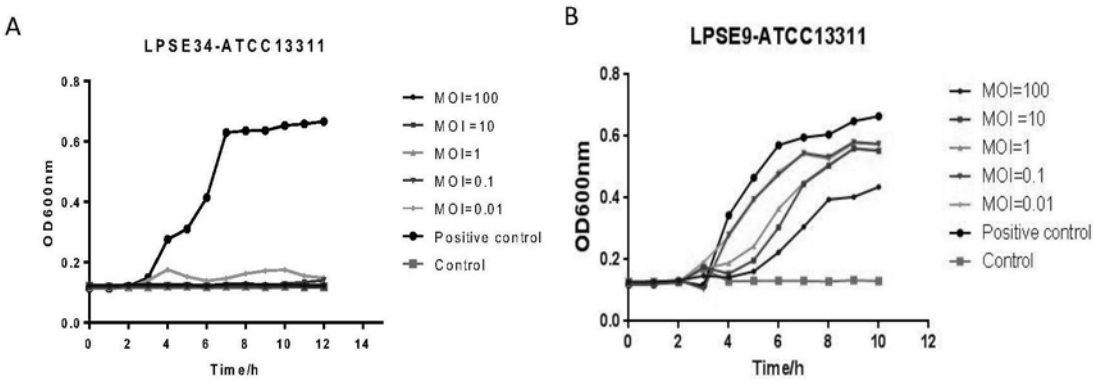 A
LPSE34-ATCC13311
OD600nm
0.8
0.6
0.4
0.2
0.0
0 2 4 6 8 10 12 14
Time/h
MOI=100
MOI =10
MOI=1
MOI=0.1
MOI=0.01
Positive control
Control
B
LPSE9-ATCC13311
OD600nm
0.8
0.6
0.4
0.2
0.0
0 2 4 6 8 10 12
Time/h
MOI=100
MOI =10
MOI=1
MOI=0.1
MOI=0.01
Positive control
Control